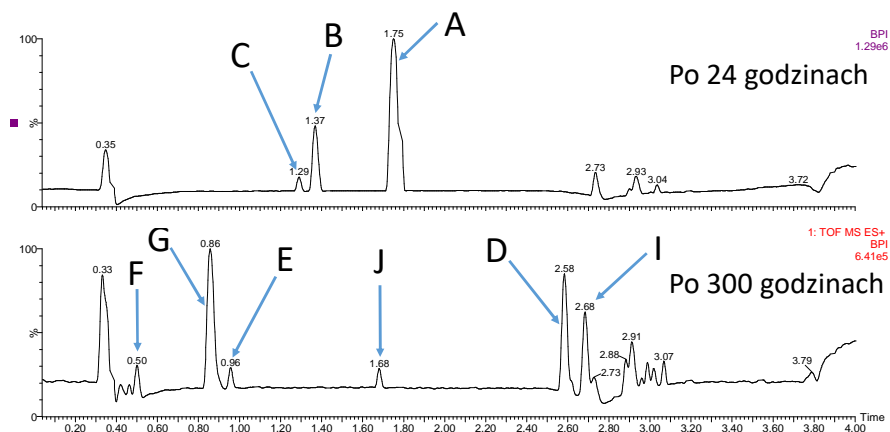 BPI
1.29e6
Po 24 godzinach
C
B
A
100
%
0
0.35
1.29
1.37
1.75
2.73
2.93
3.04
3.72
1: TOF MS ES+
BPI
6.41e5
Po 300 godzinach
F
G
E
J
D
I
100
%
0
0.33
0.50
0.86
0.96
1.68
2.58
2.68
2.73
2.88
2.91
3.07
3.79
Time
0.20 0.40 0.60 0.80 1.00 1.20 1.40 1.60 1.80 2.00 2.20 2.40 2.60 2.80 3.00 3.20 3.40 3.60 3.80 4.00